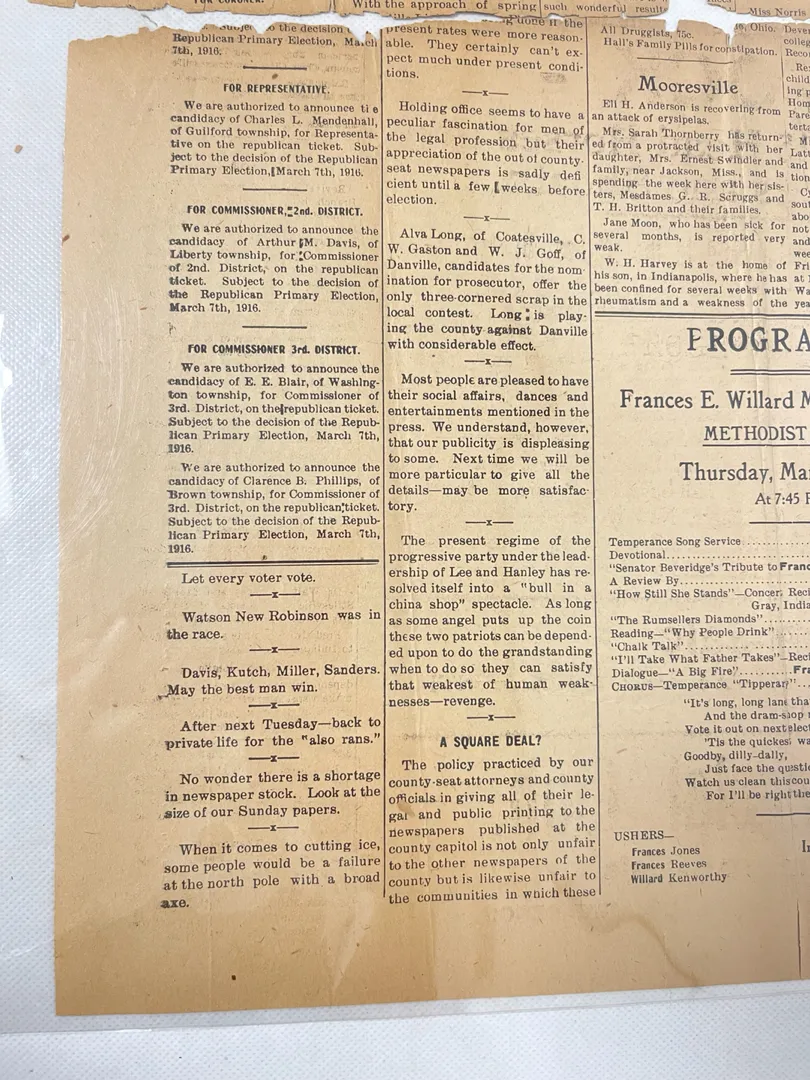 FOR CORONER.
to the decision
Republican Primary Election, March
7th, 1916.
FOR REPRESENTATIVE.
We are authorized to announce the
candidacy of Charles L. Mendenhall,
of Guilford township, for Representa-
tive on the republican ticket. Sub-
ject to the decision of the Republican
Primary Election, March 7th, 1916.
FOR COMMISSIONER, 2nd. DISTRICT.
We are authorized to announce the
candidacy of Arthur M. Davis, of
Liberty township, for Commissioner
of 2nd. District, on the republican
ticket. Subject to the decision of
the Republican Primary Election,
March 7th, 1916.
FOR COMMISSIONER 3rd. DISTRICT.
We are authorized to announce the
candidacy of E. E. Blair, of Washing-
ton township, for Commissioner of
3rd. District, on the republican ticket.
Subject to the decision of the Repub-
lican Primary Election, March 7th,
1916.
We are authorized to announce the
candidacy of Clarence B. Phillips, of
Brown township, for Commissioner of
3rd. District, on the republican ticket.
Subject to the decision of the Repub-
lican Primary Election, March 7th,
1916.
Let every voter vote.
—x—
Watson New Robinson was in
the race.
—x—
Davis, Kutch, Miller, Sanders.
May the best man win.
—x—
After next Tuesday—back to
private life for the "also rans."
—x—
No wonder there is a shortage
in newspaper stock. Look at the
size of our Sunday papers.
—x—
When it comes to cutting ice,
some people would be a failure
at the north pole with a broad
axe.
With the approach of spring
if the
present rates were more reason-
able. They certainly can't ex-
pect much under present condi-
tions.
—x—
Holding office seems to have a
peculiar fascination for men of
the legal profession but their
appreciation of the out of county-
seat newspapers is sadly defi
cient until a few weeks before
election.
—x—
Alva Long, of Coatesville, C.
W. Gaston and W. J. Goff, of
Danville, candidates for the nom
ination for prosecutor, offer the
only three-cornered scrap in the
local contest. Long is play-
ing the county against Danville
with considerable effect.
—x—
Most people are pleased to have
their social affairs, dances and
entertainments mentioned in the
press. We understand, however,
that our publicity is displeasing
to some. Next time we will be
more particular to give all the
details—may be more satisfac-
tory.
—x—
The present regime of the
progressive party under the lead-
ership of Lee and Hanley has re-
solved itself into a "bull in a
china shop" spectacle. As long
as some angel puts up the coin
these two patriots can be depend-
ed upon to do the grandstanding
when to do so they can satisfy
that weakest of human weak-
nesses—revenge.
—x—
A SQUARE DEAL?
The policy practiced by our
county-seat attorneys and county
officials in giving all of their le-
gal and public printing to the
newspapers published at the
county capitol is not only unfair
to the other newspapers of the
county but is likewise unfair to
the communities in which these
such wonderful results
Ohio.
All Druggists, 75c.
Hall's Family Pills for constipation.
Mooresville
Ell H. Anderson is recovering from
an attack of erysipelas.
Mrs. Sarah Thornberry has return-
ed from a protracted visit with her
daughter, Mrs. Ernest Swindler and
family, near Jackson, Miss., and is
spending the week here with her sis-
ters, Mesdames G. R. Scruggs and
T. H. Britton and their families.
Jane Moon, who has been sick for
several months, is reported very
weak.
W. H. Harvey is at the home of
his son, in Indianapolis, where he has
been confined for several weeks with
rheumatism and a weakness of the
Miss Norris
PROGRA
Frances E. Willard M
METHODIST
Thursday, Mar
At 7:45 P
Temperance Song Service
Devotional
"Senator Beveridge's Tribute to Franc
A Review By
"How Still She Stands"—Concert Reci
Gray, India
"The Rumsellers Diamonds"
Reading—"Why People Drink"
"Chalk Talk"
"I'll Take What Father Takes"—Reci
Dialogue—"A Big Fire" Fra
CHORUS—Temperance "Tipperary"
"It's long, long lane tha
And the dram-shop
Vote it out on next elect
'Tis the quickest wa
Goodby, dilly-dally,
Just face the questio
Watch us clean this cou
For I'll be right the
USHERS—
Frances Jones
Frances Reeves
Willard Kenworthy